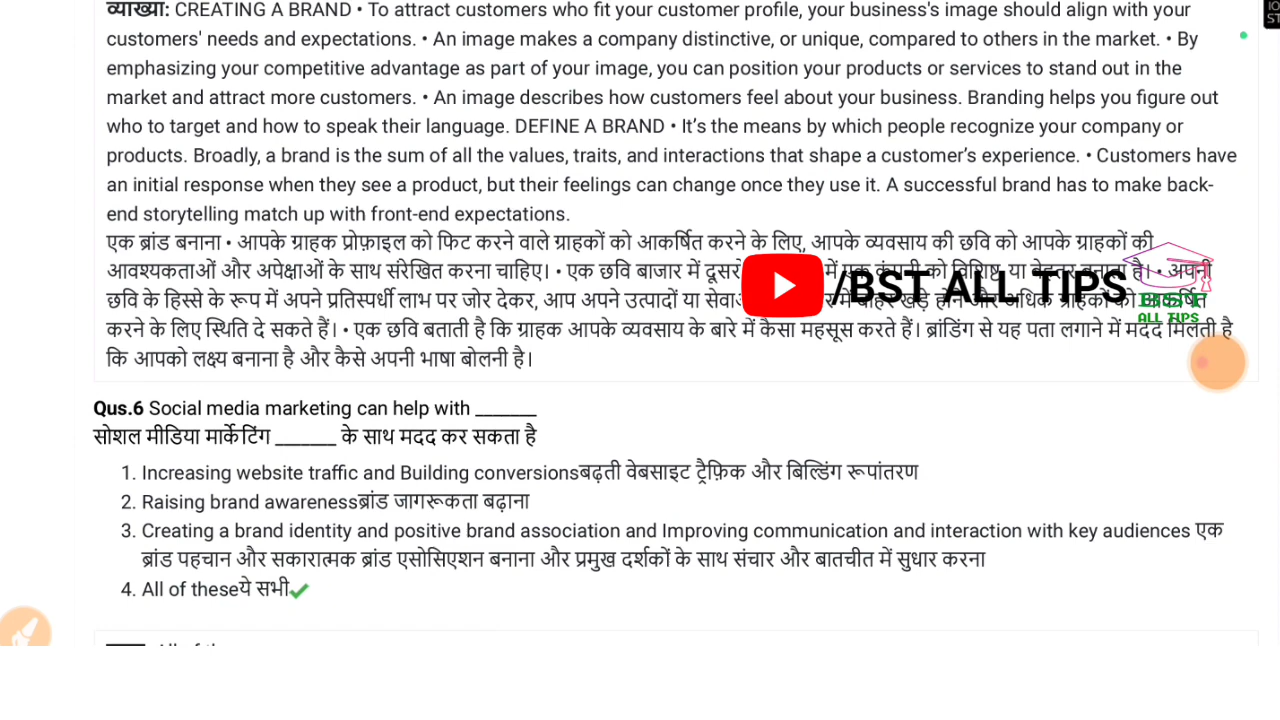 व्याख्या: CREATING A BRAND • To attract customers who fit your customer profile, your business's image should align with your
customers' needs and expectations. • An image makes a company distinctive, or unique, compared to others in the market. • By
emphasizing your competitive advantage as part of your image, you can position your products or services to stand out in the
market and attract more customers. • An image describes how customers feel about your business. Branding helps you figure out
who to target and how to speak their language. DEFINE A BRAND • It’s the means by which people recognize your company or
products. Broadly, a brand is the sum of all the values, traits, and interactions that shape a customer’s experience. • Customers have
an initial response when they see a product, but their feelings can change once they use it. A successful brand has to make back-
end storytelling match up with front-end expectations.
एक ब्रांड बनाना • आपके ग्राहक प्रोफ़ाइल को फिट करने वाले ग्राहकों को आकर्षित करने के लिए, आपके व्यवसाय की छवि को आपके ग्राहकों की
आवश्यकताओं और अपेक्षाओं के साथ संरेखित करना चाहिए। • एक छवि बाजार में में एक कंपनी को विशिष्ट या बेहतर बनाता है। • अपनी
/BST ALL TIPS
छवि के हिस्से के रूप में अपने प्रतिस्पर्धी लाभ पर जोर देकर, आप अपने उत्पादों या में बाहर खड़े होने और अधिक ग्राहकों को आकर्षित
ALL TIPS
करने के लिए स्थिति दे सकते हैं। • एक छवि बताती है कि ग्राहक आपके व्यवसाय के बारे में कैसा महसूस करते हैं। ब्रांडिंग से यह पता लगाने में मदद मिलती है
कि आपको लक्ष्य बनाना है और कैसे अपनी भाषा बोलनी है।
Qus.6 Social media marketing can help with _______
सोशल मीडिया मार्केटिंग _______ के साथ मदद कर सकता है
1. Increasing website traffic and Building conversionsबढ़ती वेबसाइट ट्रैफ़िक और बिल्डिंग रूपांतरण
2. Raising brand awarenessब्रांड जागरूकता बढ़ाना
3. Creating a brand identity and positive brand association and Improving communication and interaction with key audiences एक
ब्रांड पहचान और सकारात्मक ब्रांड एसोसिएशन बनाना और प्रमुख दर्शकों के साथ संचार और बातचीत में सुधार करना
4. All of theseये सभी